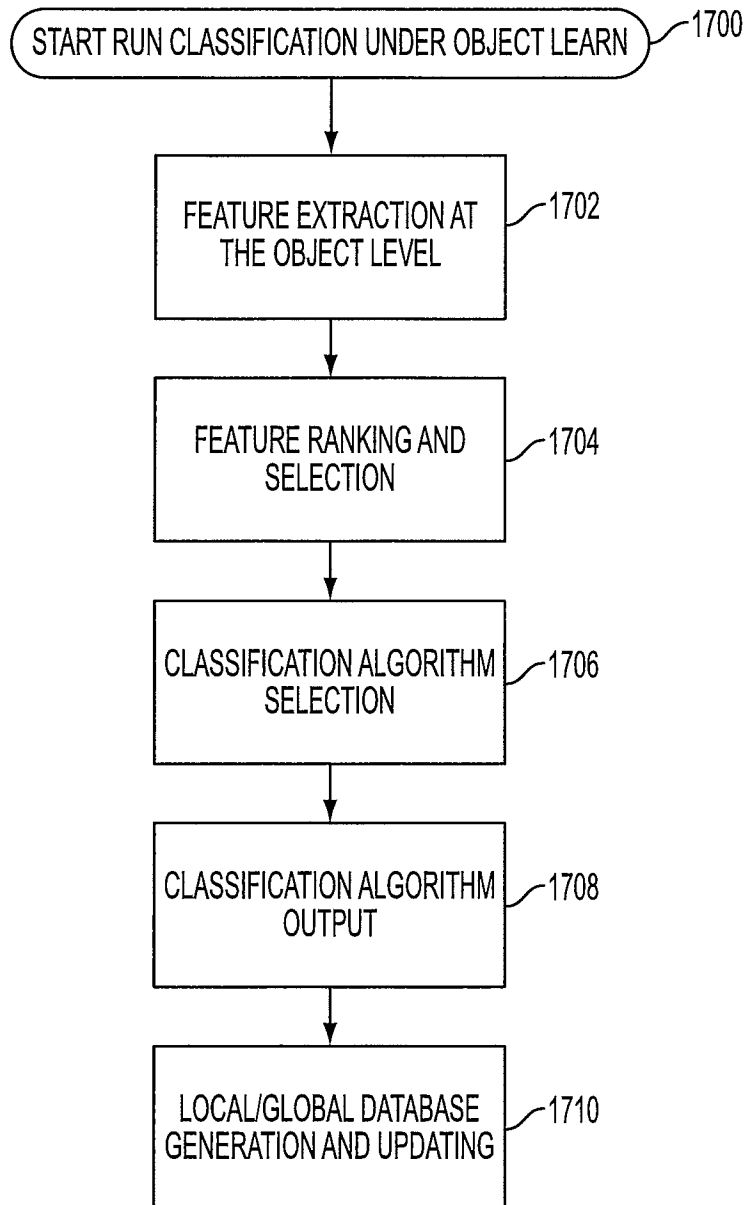 START RUN CLASSIFICATION UNDER OBJECT LEARN
1700
FEATURE EXTRACTION AT
THE OBJECT LEVEL
1702
FEATURE RANKING AND
SELECTION
1704
CLASSIFICATION ALGORITHM
SELECTION
1706
CLASSIFICATION ALGORITHM
OUTPUT
1708
LOCAL/GLOBAL DATABASE
GENERATION AND UPDATING
1710